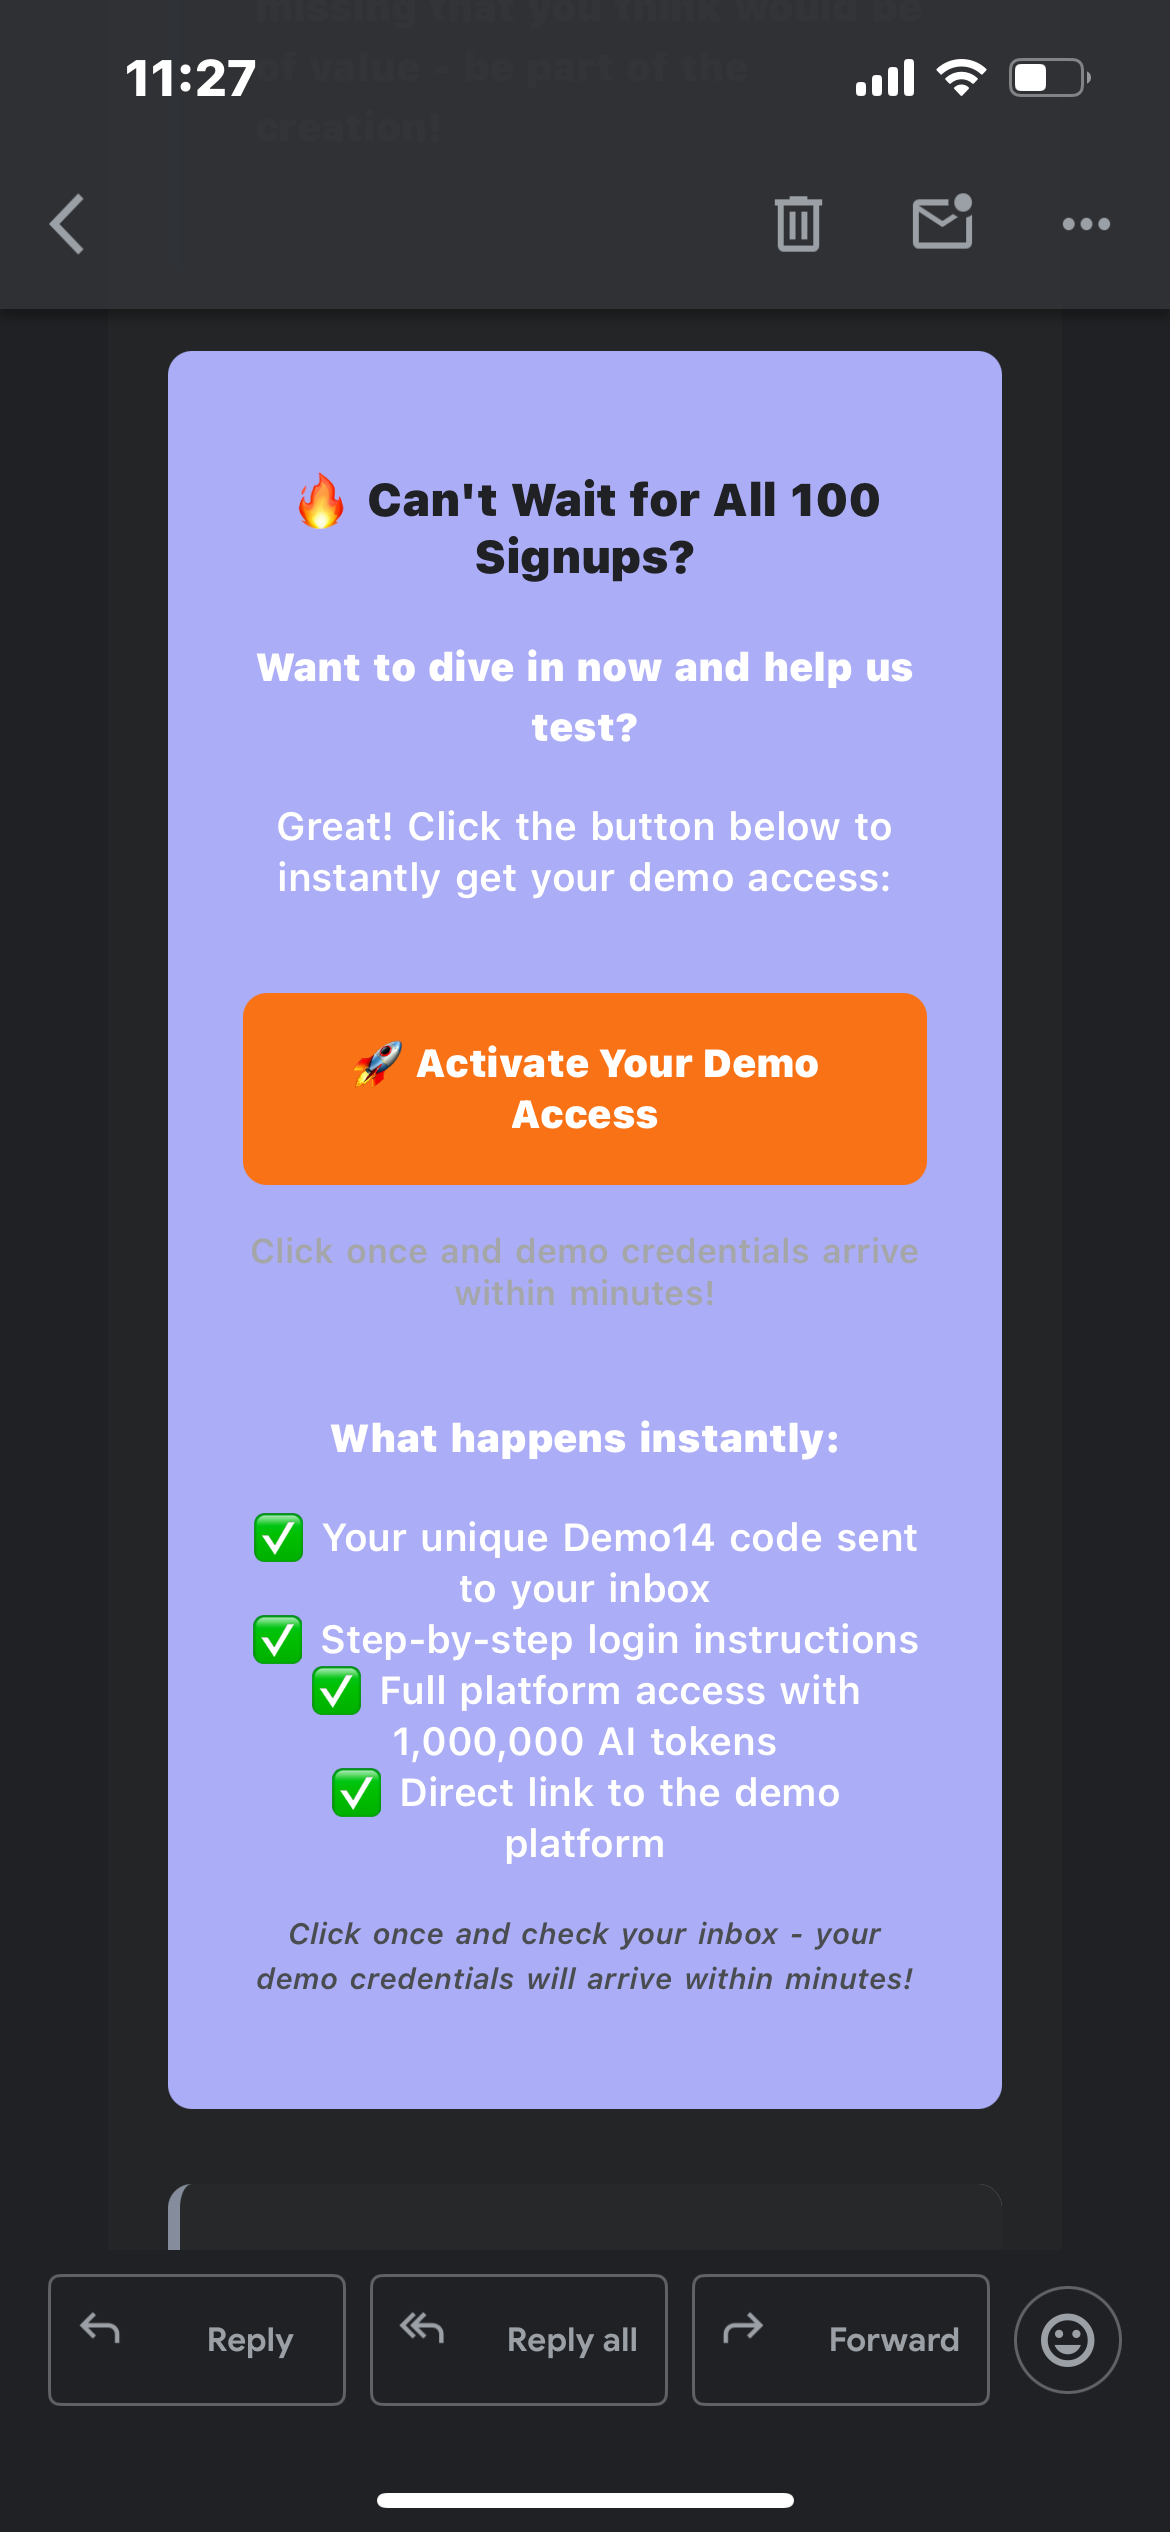 missing that you think would be
of value - be part of the
creation!
11:27
🔥 Can't Wait for All 100
Signups?
Want to dive in now and help us
test?
Great! Click the button below to
instantly get your demo access:
🚀 Activate Your Demo
Access
Click once and demo credentials arrive
within minutes!
What happens instantly:
✅ Your unique Demo14 code sent
to your inbox
✅ Step-by-step login instructions
✅ Full platform access with
1,000,000 AI tokens
✅ Direct link to the demo
platform
Click once and check your inbox - your
demo credentials will arrive within minutes!
Reply
Reply all
Forward